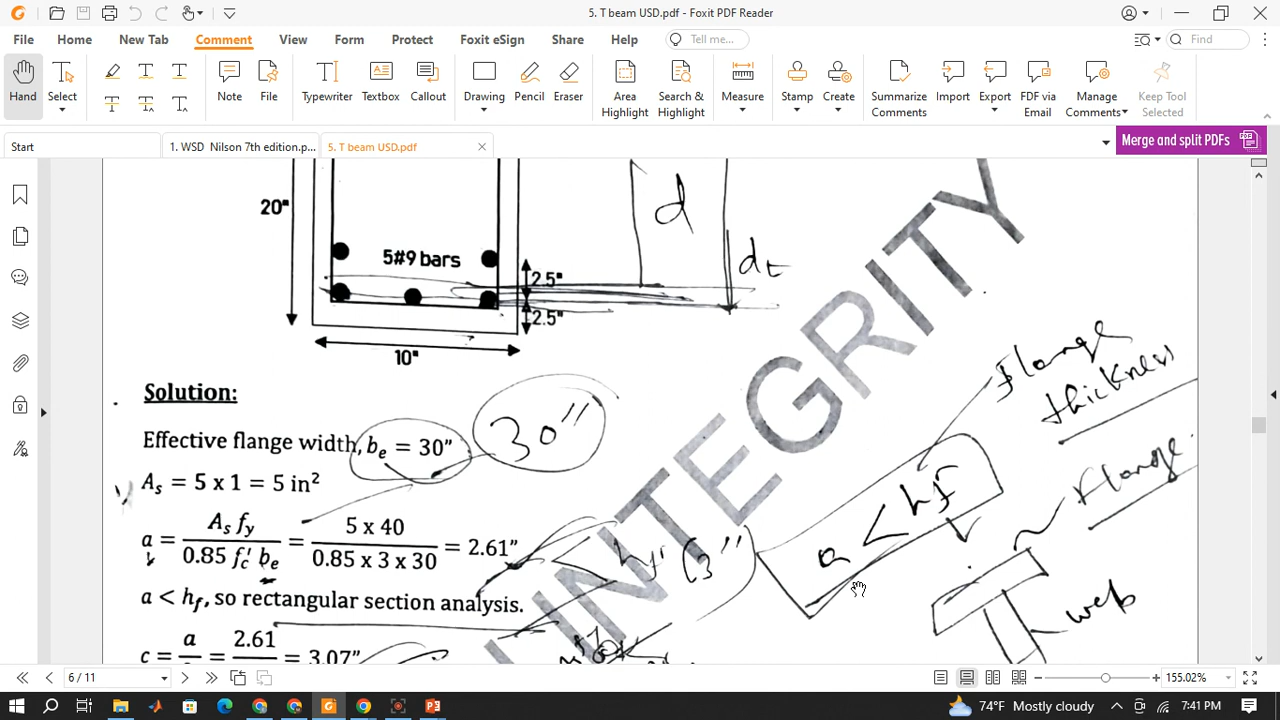 5. T beam USD.pdf - Foxit PDF Reader
File Home New Tab Comment View Form Protect Foxit eSign Share Help Tell me... Find
Hand Select Note File Typewriter Textbox Callout Drawing Pencil Eraser Area Highlight Search & Highlight Measure Stamp Create Summarize Comments Import Export PDF via Email Manage Comments Keep Tool Selected
Start 1. WSD Nilson 7th edition.p... 5. T beam USD.pdf Merge and split PDFs
20"
d
5#9 bars
dt
2.5"
2.5"
10"
INTEGRITY
Flange
thickness
Solution:
Effective flange width, be = 30"
30"
As = 5 x 1 = 5 in²
Flange
a < hf
a = As fy / 0.85 f'c be = 5 x 40 / 0.85 x 3 x 30 = 2.61"
< hf (3"
a < hf, so rectangular section analysis.
web
c = a = 2.61 = 3.07"
6 / 11
155.02%
74°F Mostly cloudy 7:41 PM